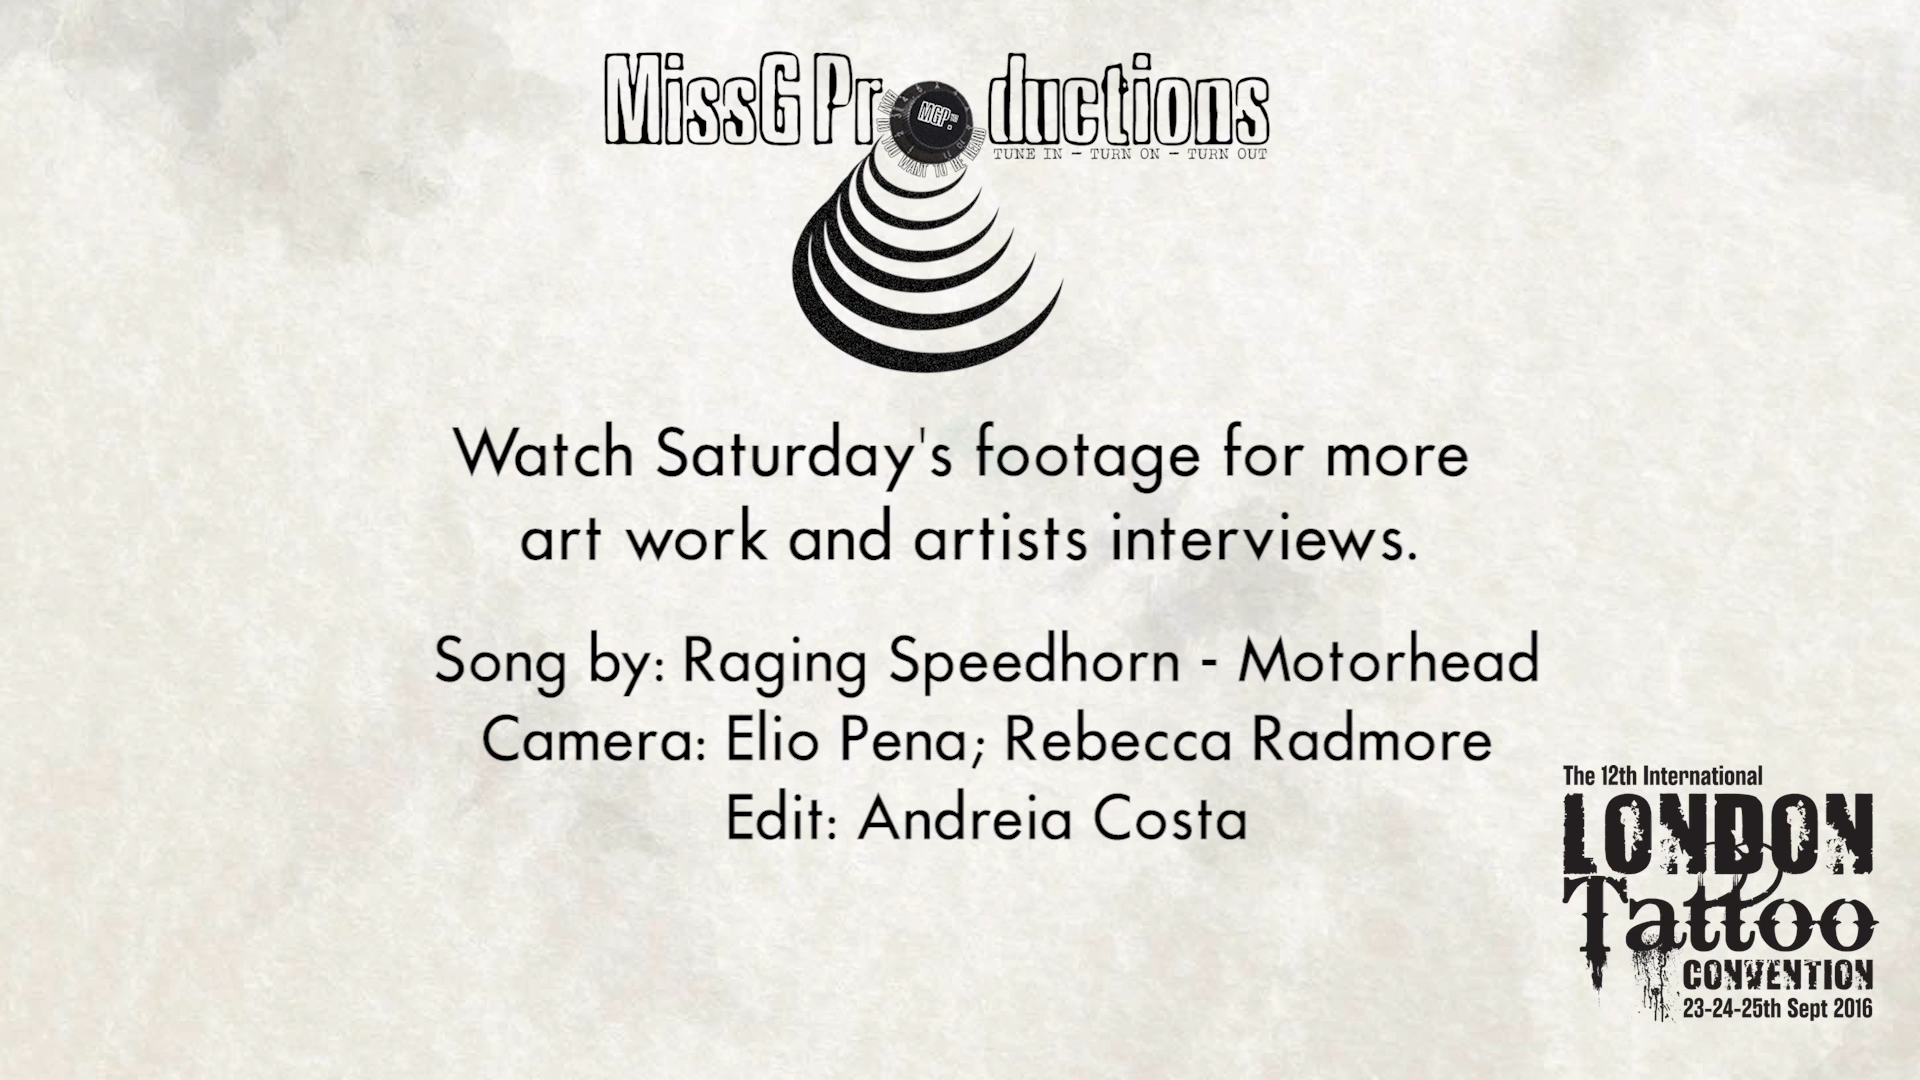 MissG Productions
MGP
TUNE IN - TURN ON - TURN OUT
Watch Saturday's footage for more
art work and artists interviews.
Song by: Raging Speedhorn - Motorhead
Camera: Elio Pena; Rebecca Radmore
Edit: Andreia Costa
The 12th International
LONDON
Tattoo
CONVENTION
23-24-25th Sept 2016